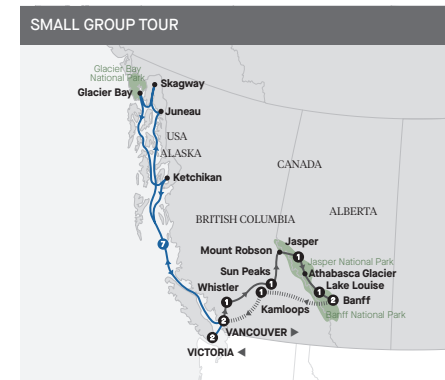 SMALL GROUP TOUR
Glacier Bay
National Park
Skagway
Glacier Bay
Juneau
USA
ALASKA
CANADA
Ketchikan
ALBERTA
BRITISH COLUMBIA
7
Jasper
Mount Robson
1
Jasper National Park
Sun Peaks
Athabasca Glacier
1
Lake Louise
Whistler
1
1
1
2
Banff
Kamloops
Banff National Park
2
VANCOUVER ▶
2
VICTORIA ◀